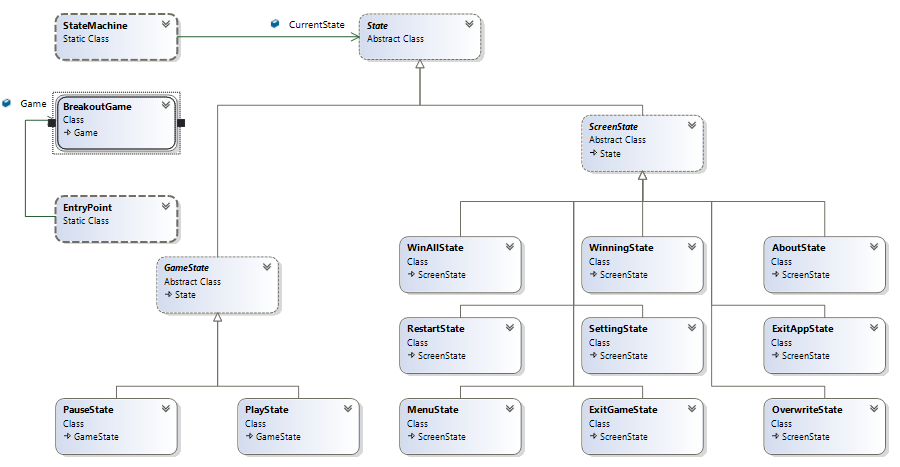 StateMachine
Static Class
CurrentState
State
Abstract Class
Game
BreakoutGame
Class
Game
ScreenState
Abstract Class
State
EntryPoint
Static Class
GameState
Abstract Class
State
WinAllState
Class
ScreenState
WinningState
Class
ScreenState
AboutState
Class
ScreenState
RestartState
Class
ScreenState
SettingState
Class
ScreenState
ExitAppState
Class
ScreenState
PauseState
Class
GameState
PlayState
Class
GameState
MenuState
Class
ScreenState
ExitGameState
Class
ScreenState
OverwriteState
Class
ScreenState